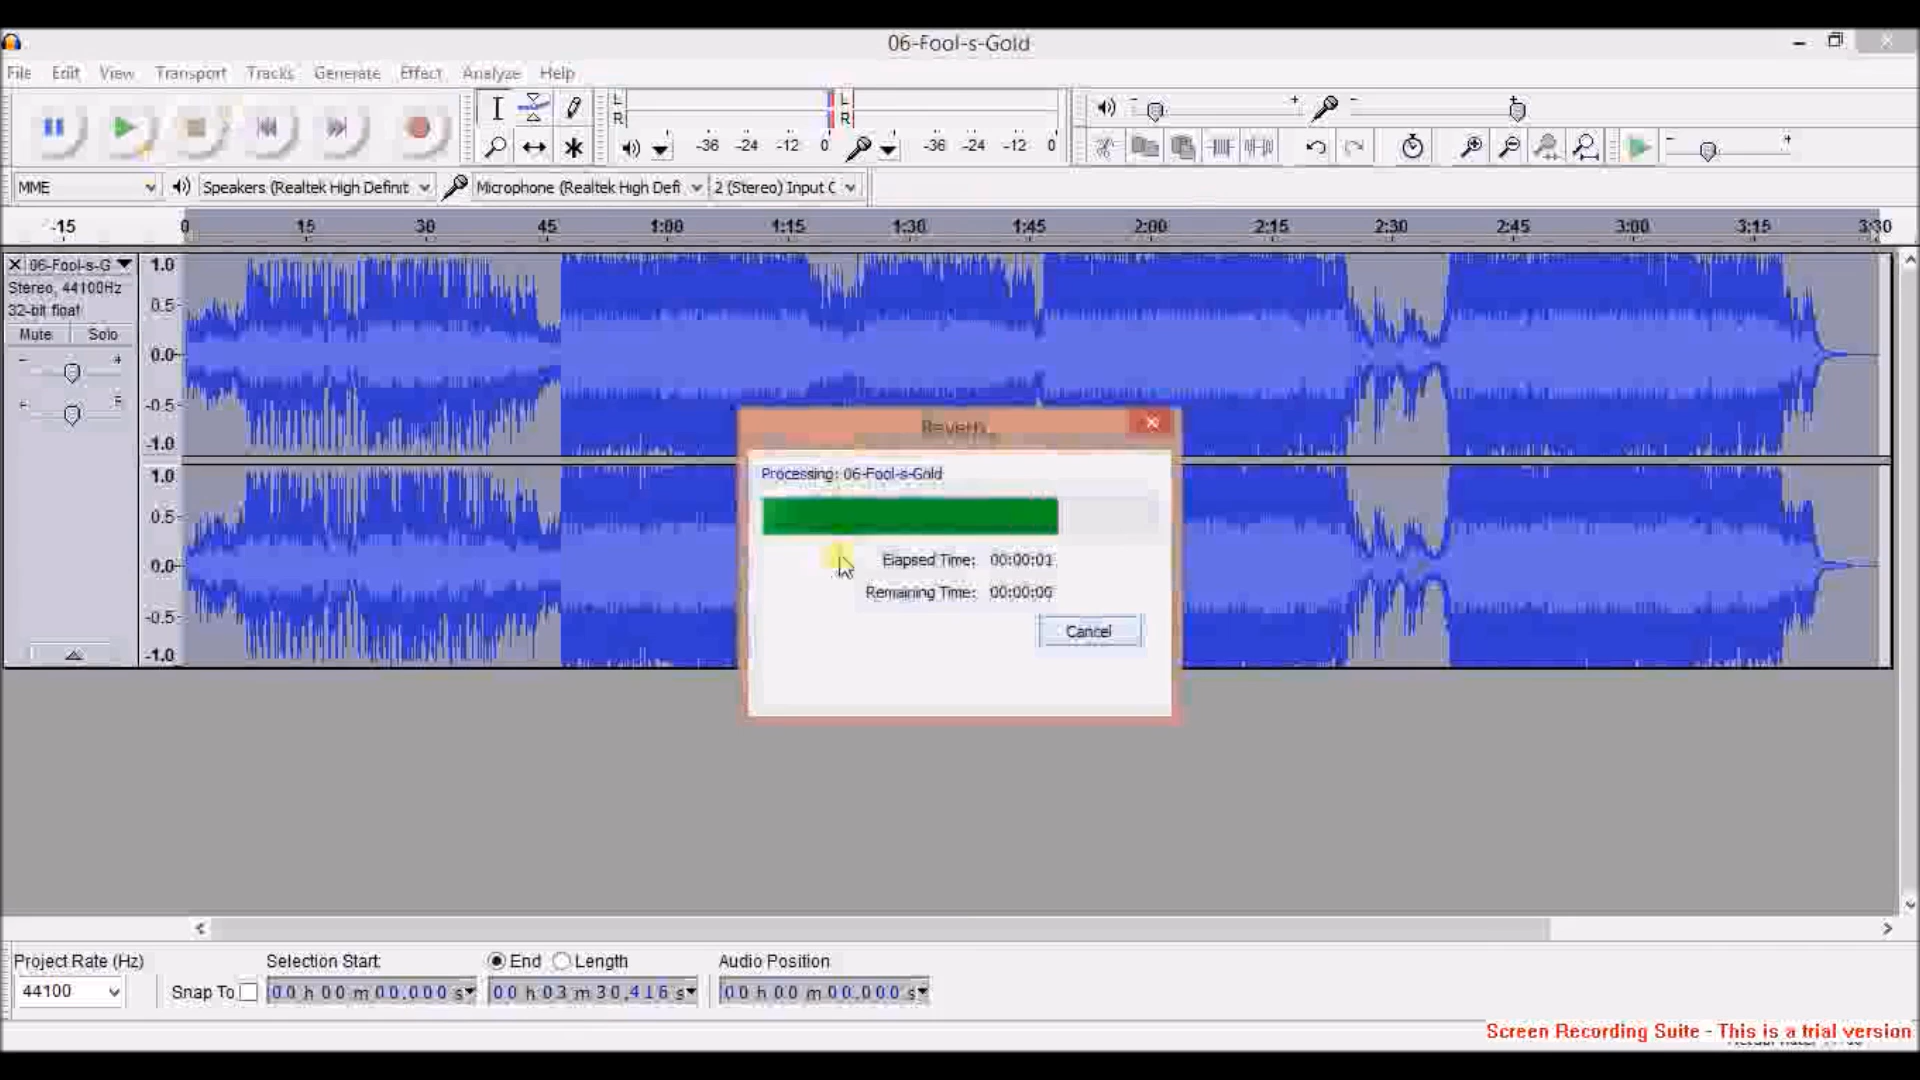 06-Fool-s-Gold
File Edit View Transport Tracks Generate Effect Analyze Help
L
R
-36 -24 -12 0
L
R
-36 -24 -12 0
MME Speakers (Realtek High Definit Microphone (Realtek High Defi 2 (Stereo) Input C
-15 0 15 30 45 1:00 1:15 1:30 1:45 2:00 2:15 2:30 2:45 3:00 3:15 3:30
06-Fool-s-G
Stereo, 44100Hz
32-bit float
Mute Solo
1.0
0.5
0.0
-0.5
-1.0
1.0
0.5
0.0
-0.5
-1.0
Reverb
Processing: 06-Fool-s-Gold
Elapsed Time: 00:00:01
Remaining Time: 00:00:00
Cancel
Project Rate (Hz) Selection Start: End Length Audio Position
44100 Snap To 00 h 00 m 00.000 s 00 h 03 m 30.416 s 00 h 00 m 00.000 s
Screen Recording Suite - This is a trial version